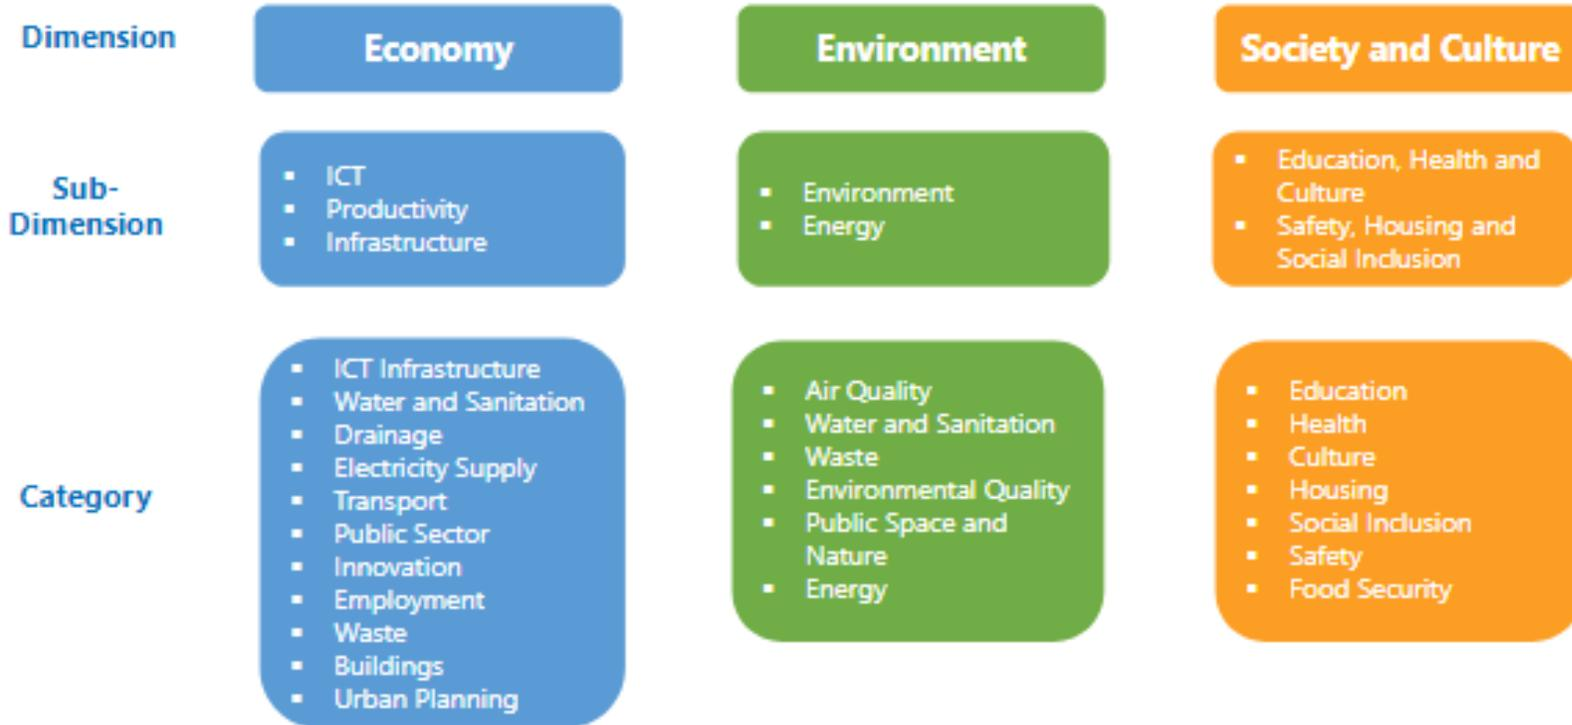 Dimension
Economy
Environment
Society and Culture
Sub-
Dimension
▪ ICT
▪ Productivity
▪ Infrastructure
▪ Environment
▪ Energy
▪ Education, Health and
Culture
▪ Safety, Housing and
Social Inclusion
Category
▪ ICT Infrastructure
▪ Water and Sanitation
▪ Drainage
▪ Electricity Supply
▪ Transport
▪ Public Sector
▪ Innovation
▪ Employment
▪ Waste
▪ Buildings
▪ Urban Planning
▪ Air Quality
▪ Water and Sanitation
▪ Waste
▪ Environmental Quality
▪ Public Space and
Nature
▪ Energy
▪ Education
▪ Health
▪ Culture
▪ Housing
▪ Social Inclusion
▪ Safety
▪ Food Security